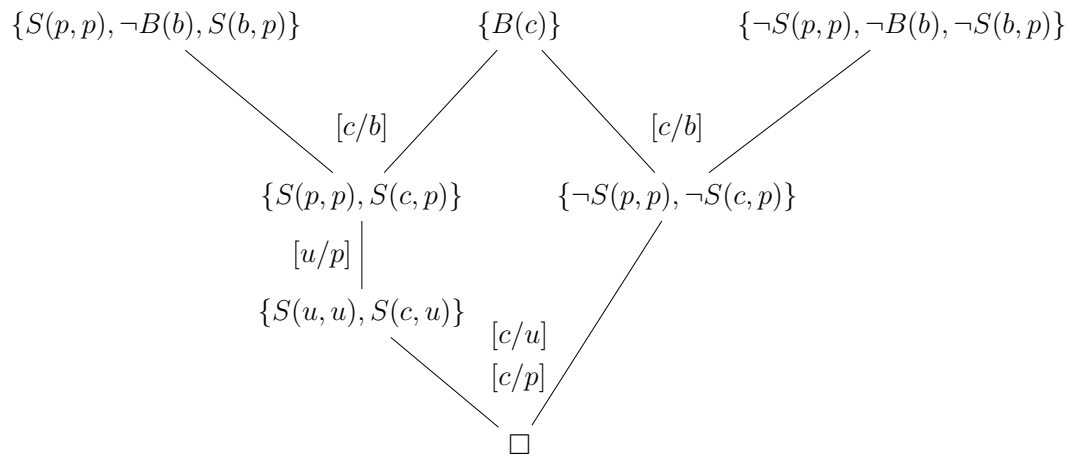 {S(p, p), ¬B(b), S(b, p)} {B(c)} {¬S(p, p), ¬B(b), ¬S(b, p)}
[c/b] [c/b]
{S(p, p), S(c, p)} {¬S(p, p), ¬S(c, p)}
[u/p]
{S(u, u), S(c, u)}
[c/u]
[c/p]
□